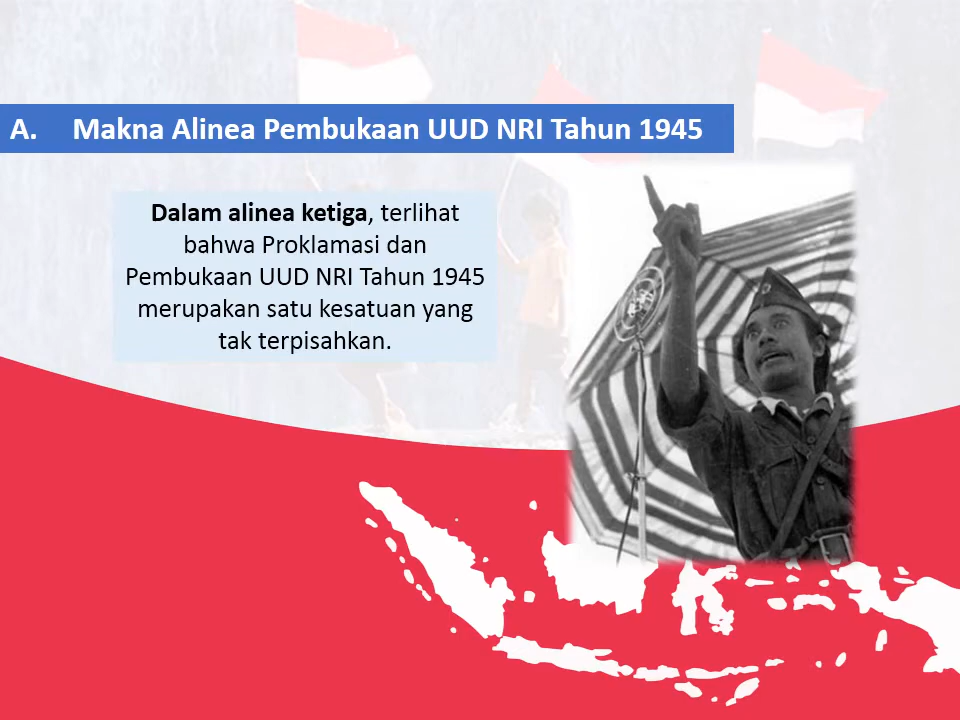 A. Makna Alinea Pembukaan UUD NRI Tahun 1945
Dalam alinea ketiga, terlihat
bahwa Proklamasi dan
Pembukaan UUD NRI Tahun 1945
merupakan satu kesatuan yang
tak terpisahkan.